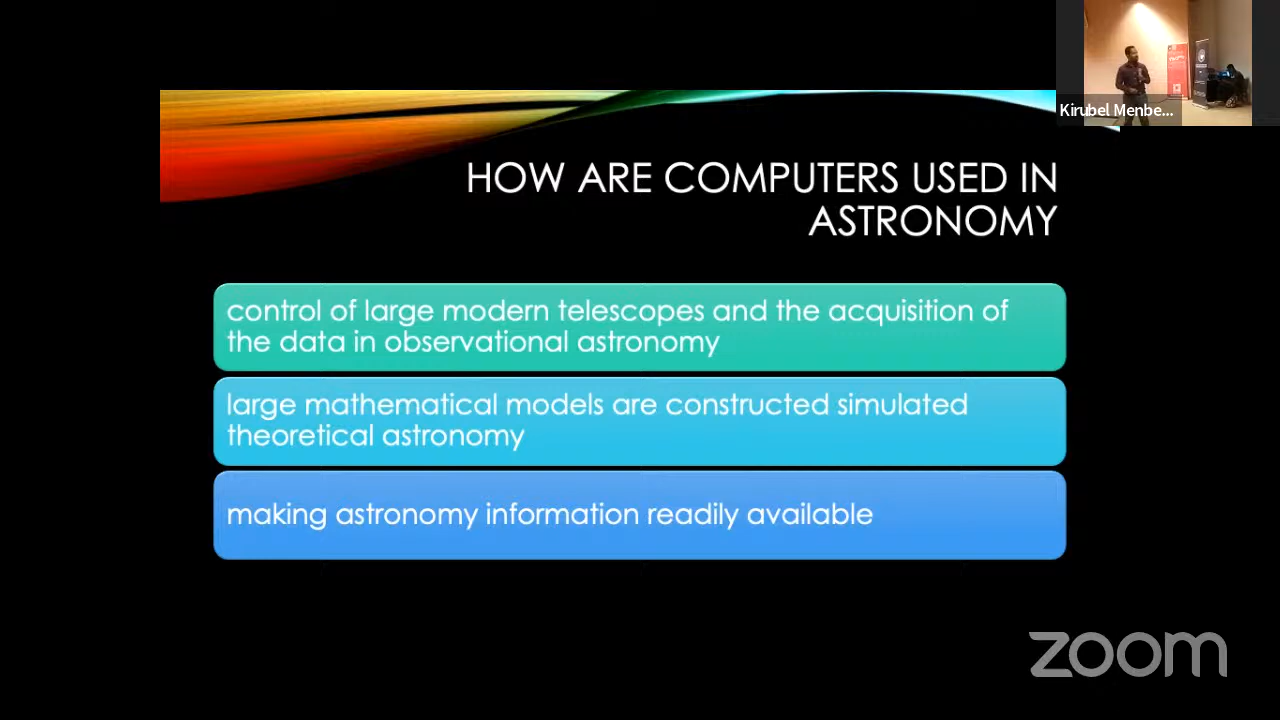 Kirubel Menbe...
HOW ARE COMPUTERS USED IN
ASTRONOMY
control of large modern telescopes and the acquisition of
the data in observational astronomy
large mathematical models are constructed simulated
theoretical astronomy
making astronomy information readily available
zoom